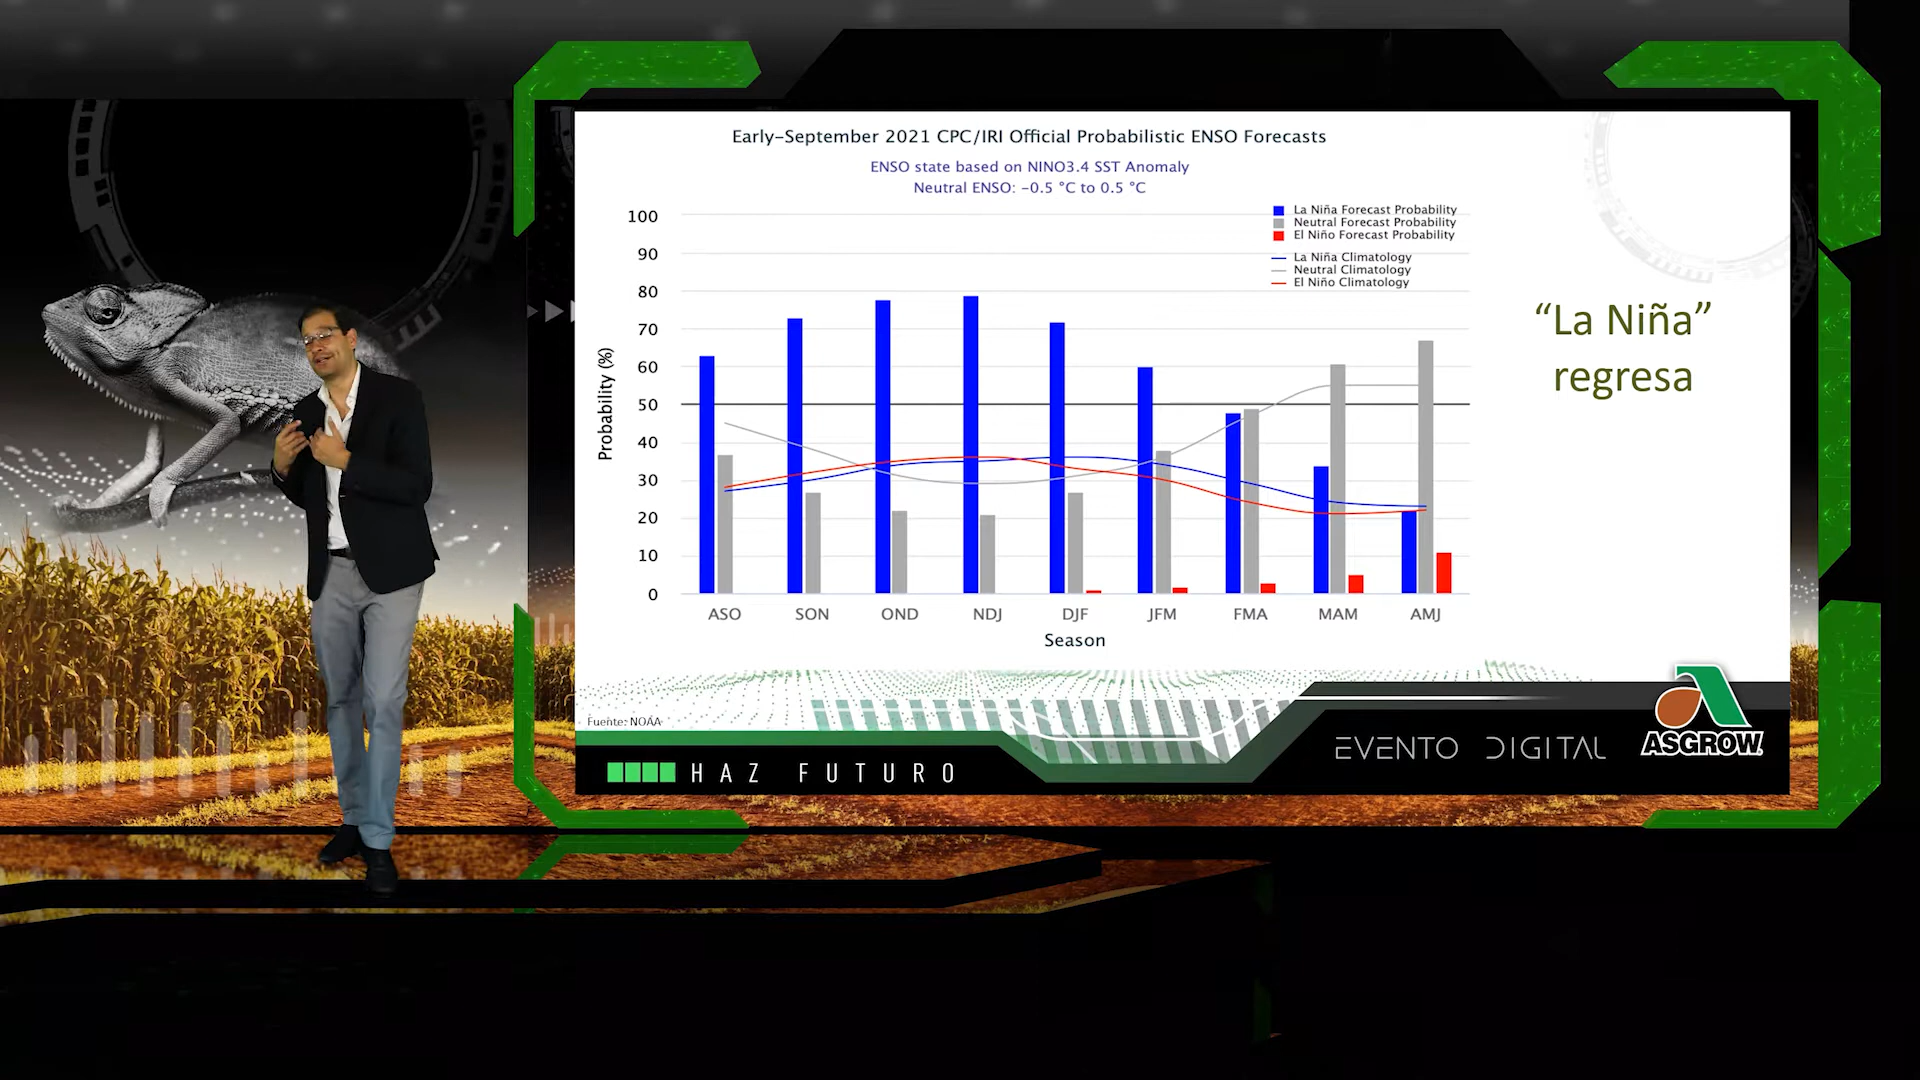 Early-September 2021 CPC/IRI Official Probabilistic ENSO Forecasts
ENSO state based on NINO3.4 SST Anomaly
Neutral ENSO: -0.5 °C to 0.5 °C
La Niña Forecast Probability
Neutral Forecast Probability
El Niño Forecast Probability
La Niña Climatology
Neutral Climatology
El Niño Climatology
Probability (%)
100
90
80
70
60
50
40
30
20
10
0
ASO SON OND NDJ DJF JFM FMA MAM AMJ
Season
“La Niña”
regresa
Fuente: NOAA
HAZ FUTURO
EVENTO DIGITAL
ASGROW